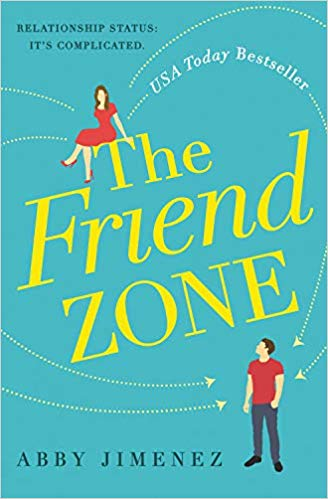 RELATIONSHIP STATUS:
IT'S COMPLICATED.
USA Today Bestseller
The
Friend
ZONE
ABBY JIMENEZ